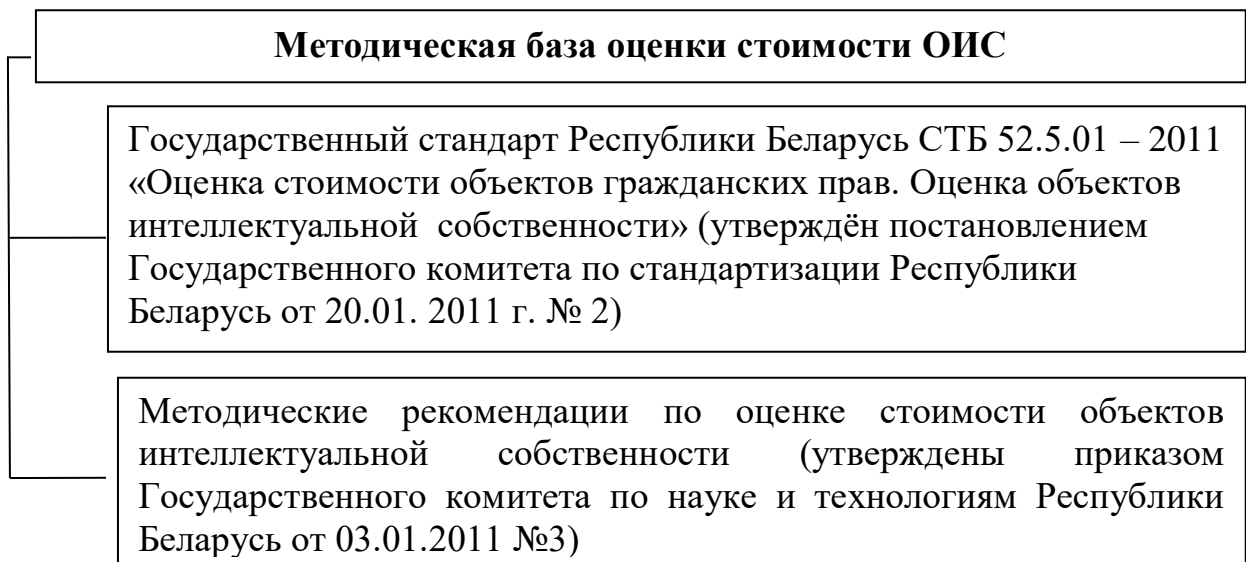 Методическая база оценки стоимости ОИС
Государственный стандарт Республики Беларусь СТБ 52.5.01 – 2011
«Оценка стоимости объектов гражданских прав. Оценка объектов
интеллектуальной собственности» (утверждён постановлением
Государственного комитета по стандартизации Республики
Беларусь от 20.01. 2011 г. № 2)
Методические рекомендации по оценке стоимости объектов
интеллектуальной собственности (утверждены приказом
Государственного комитета по науке и технологиям Республики
Беларусь от 03.01.2011 №3)